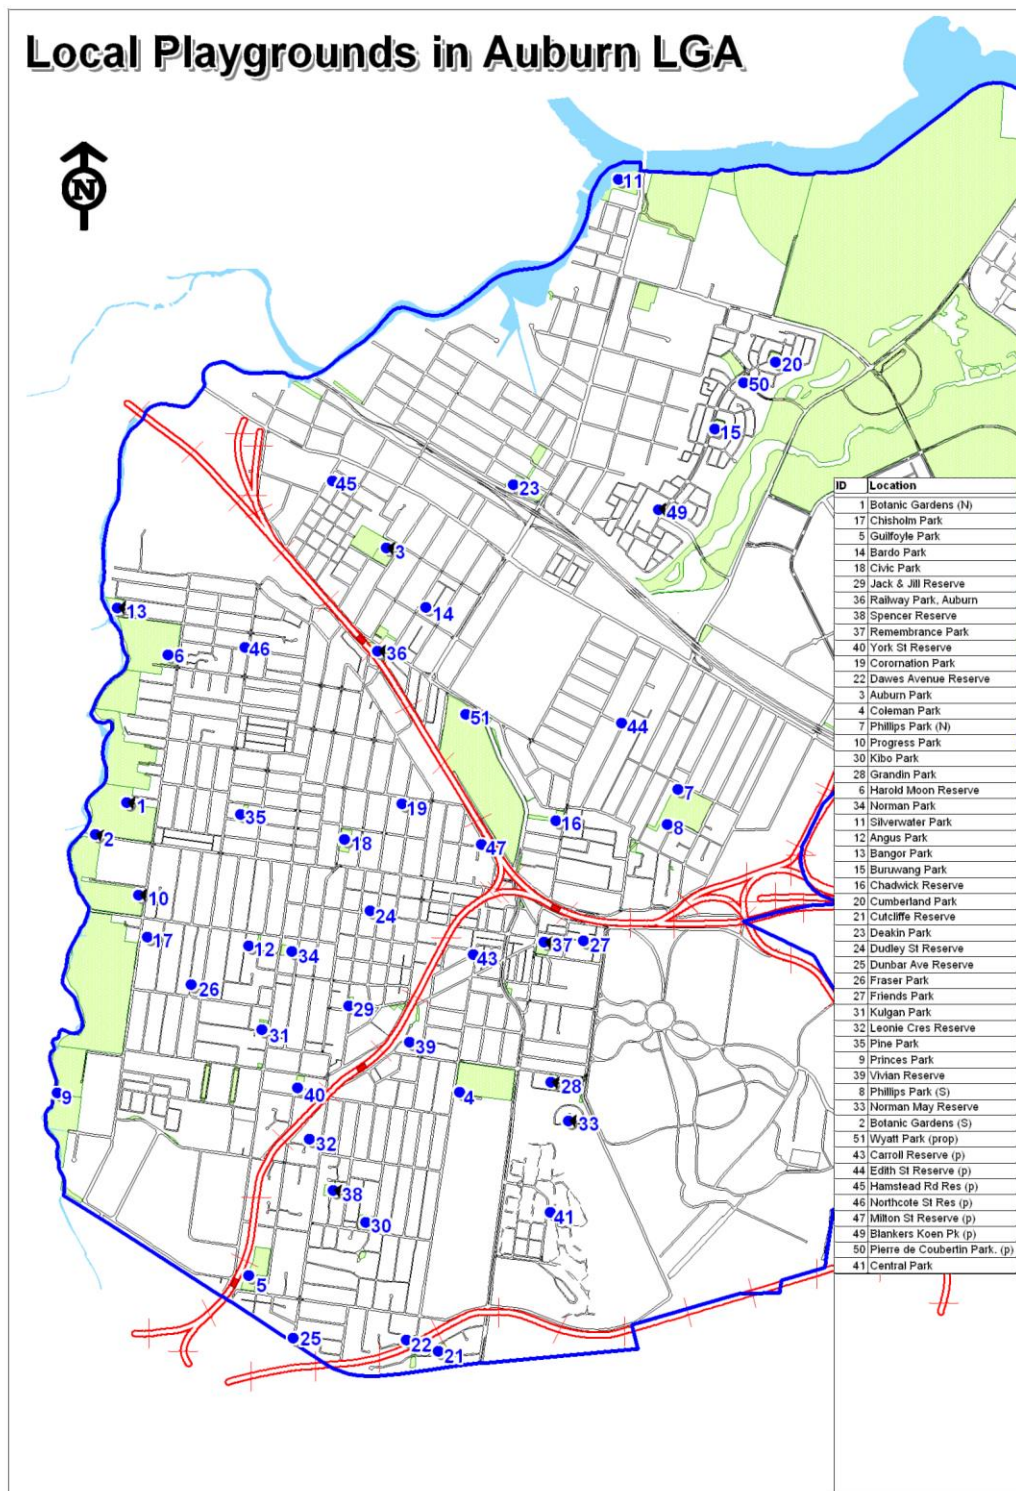 Local Playgrounds in Auburn LGA
N
11
20
50
15
45
23
49
3
13
14
46
6
36
51
44
7
1
19
35
16
8
2
18
47
10
24
17
12
34
43
37
27
26
29
31
39
9
40
4
28
33
32
38
30
41
5
25
22
21
ID Location
1 Botanic Gardens (N)
17 Chisholm Park
5 Guilfoyle Park
14 Bardo Park
18 Civic Park
29 Jack & Jill Reserve
36 Railway Park, Auburn
38 Spencer Reserve
37 Remembrance Park
40 York St Reserve
19 Corornation Park
22 Dawes Avenue Reserve
3 Auburn Park
4 Coleman Park
7 Phillips Park (N)
10 Progress Park
30 Kibo Park
28 Grandin Park
6 Harold Moon Reserve
34 Norman Park
11 Silverwater Park
12 Angus Park
13 Bangor Park
15 Buruwang Park
16 Chadwick Reserve
20 Cumberland Park
21 Cutcliffe Reserve
23 Deakin Park
24 Dudley St Reserve
25 Dunbar Ave Reserve
26 Fraser Park
27 Friends Park
31 Kulgan Park
32 Leonie Cres Reserve
35 Pine Park
9 Princes Park
39 Vivian Reserve
8 Phillips Park (S)
33 Norman May Reserve
2 Botanic Gardens (S)
51 Wyatt Park (prop)
43 Carroll Reserve (p)
44 Edith St Reserve (p)
45 Hamstead Rd Res (p)
46 Northcote St Res (p)
47 Milton St Reserve (p)
49 Blankers Koen Pk (p)
50 Pierre de Coubertin Park. (p)
41 Central Park